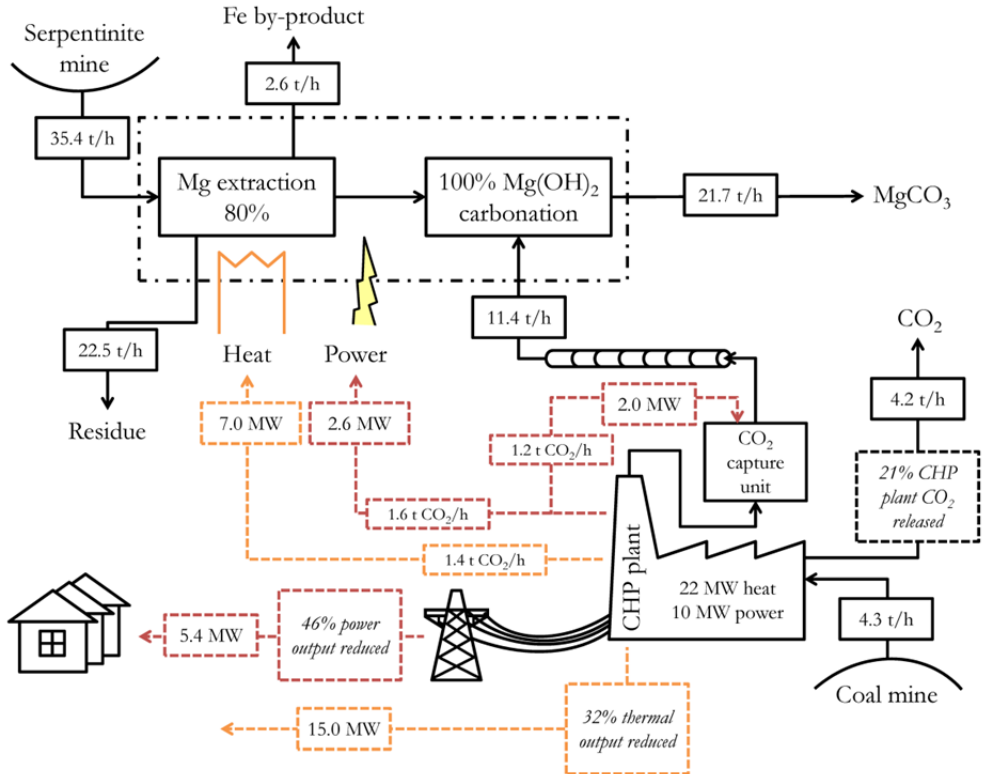 Fe by-product
Serpentinite
mine
2.6 t/h
35.4 t/h
Mg extraction
80%
100% Mg(OH)₂
carbonation
21.7 t/h
MgCO₃
22.5 t/h
Residue
Heat
Power
11.4 t/h
CO₂
4.2 t/h
7.0 MW
2.6 MW
2.0 MW
1.2 t CO₂/h
CO₂
capture
unit
21% CHP
plant CO₂
released
1.6 t CO₂/h
1.4 t CO₂/h
CHP plant
22 MW heat
10 MW power
4.3 t/h
Coal mine
5.4 MW
46% power
output reduced
15.0 MW
32% thermal
output reduced